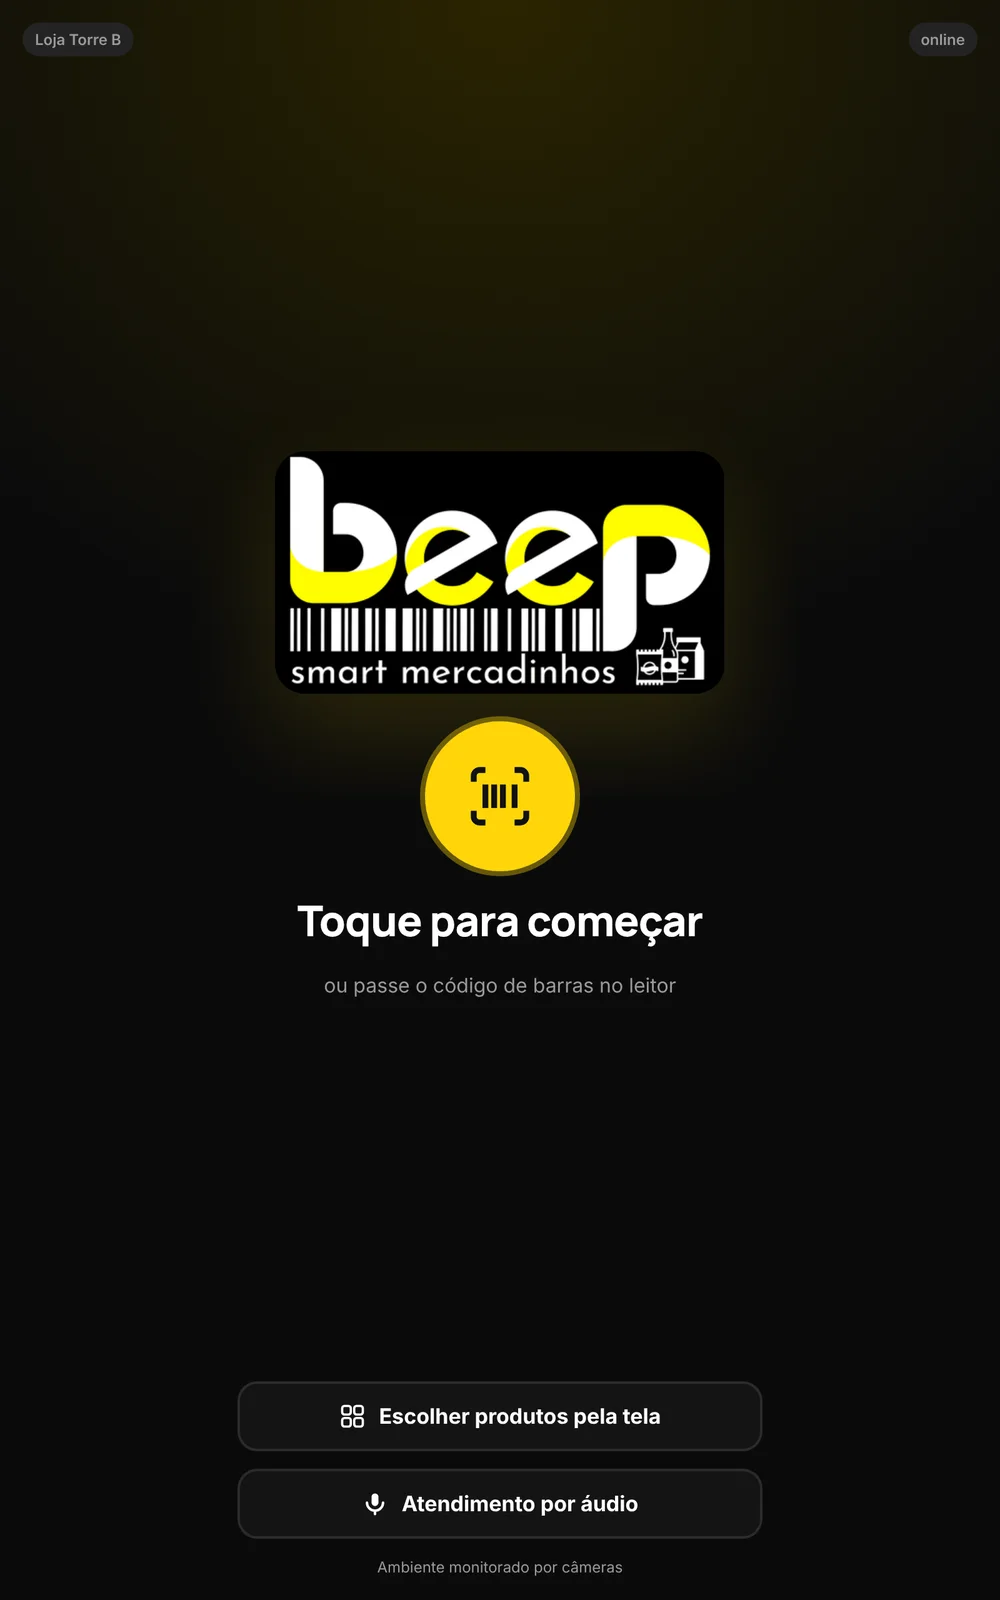 Loja Torre B
online
beep
smart mercadinhos
Toque para começar
ou passe o código de barras no leitor
Escolher produtos pela tela
Atendimento por áudio
Ambiente monitorado por câmeras